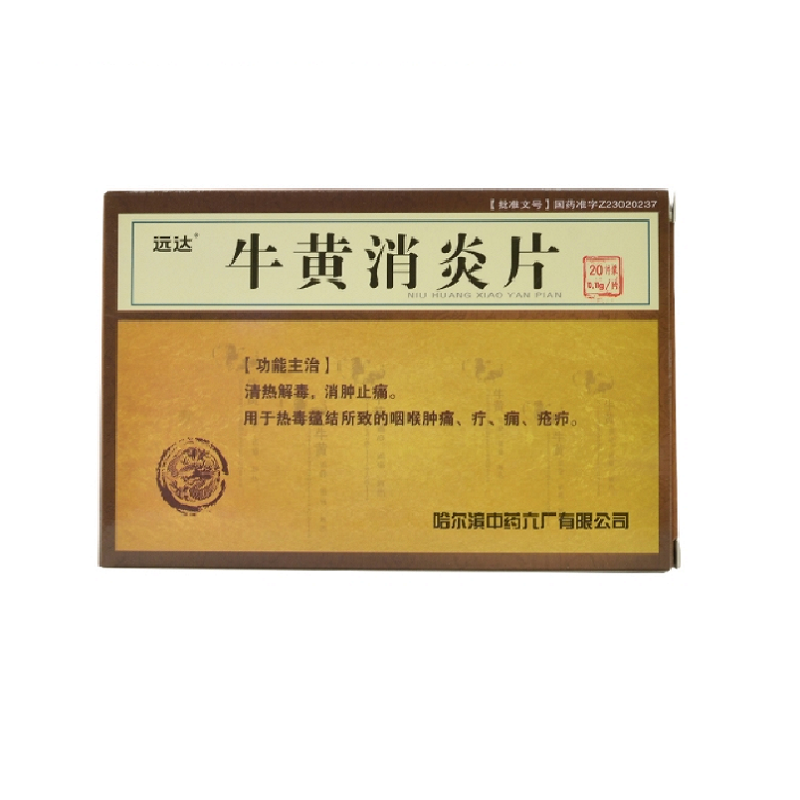 【批准文号】国药准字Z23020237
远达®
牛黄消炎片
NIU HUANG XIAO YAN PIAN
20片装
【功能主治】
清热解毒，消肿止痛。
用于热毒蕴结所致的咽喉肿痛、疔、痈、疮疖。
哈尔滨中药六厂有限公司